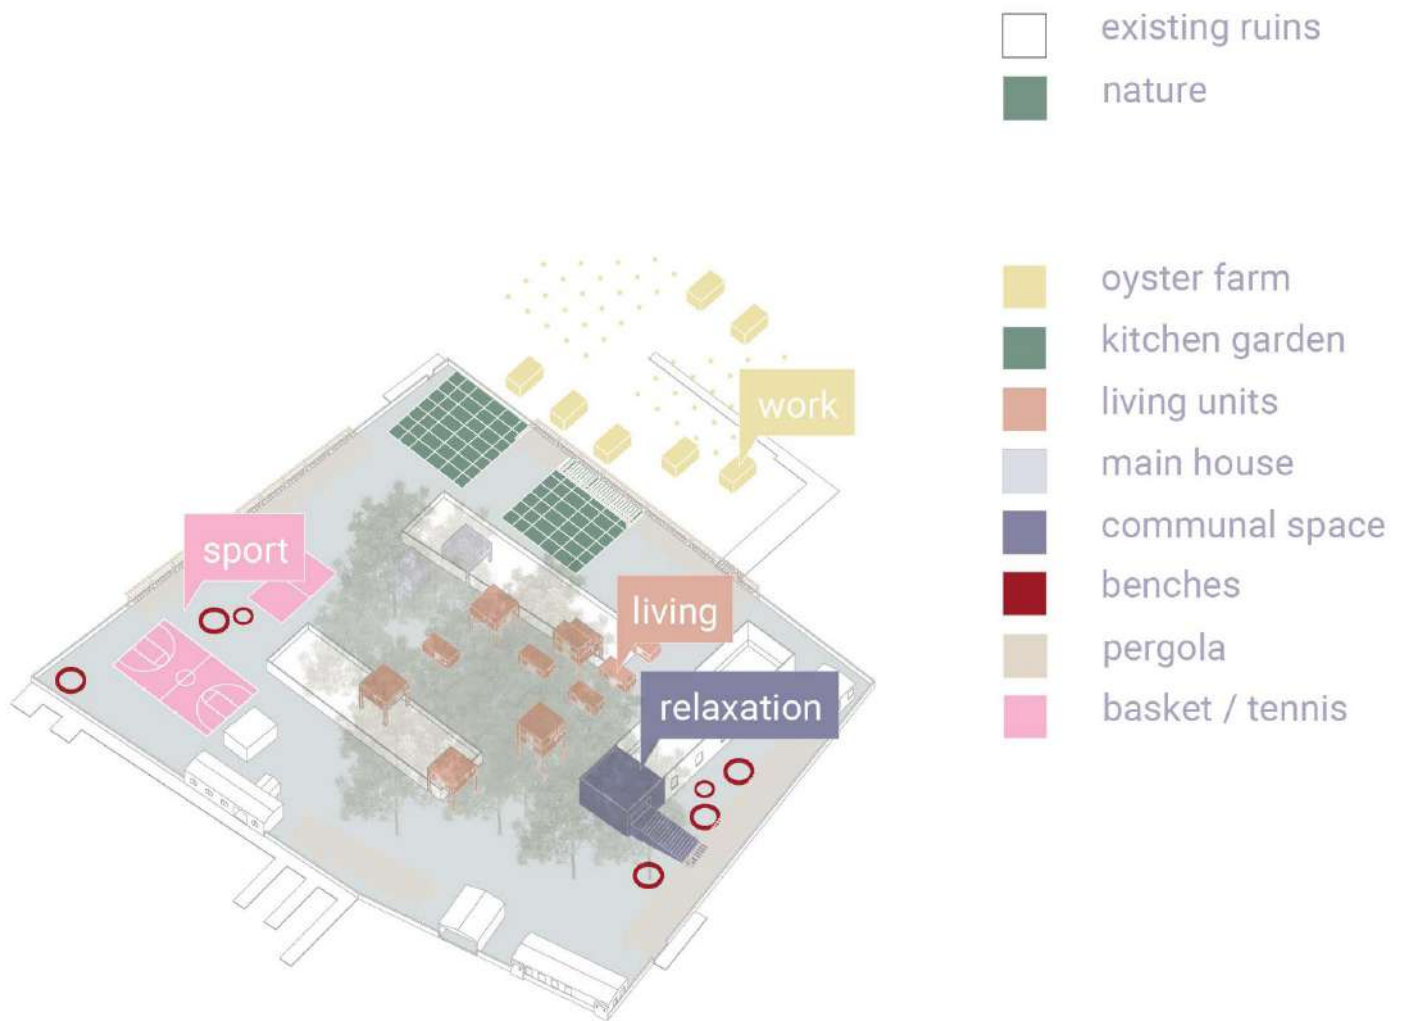 existing ruins
nature
oyster farm
kitchen garden
living units
main house
communal space
benches
pergola
basket / tennis
work
sport
living
relaxation